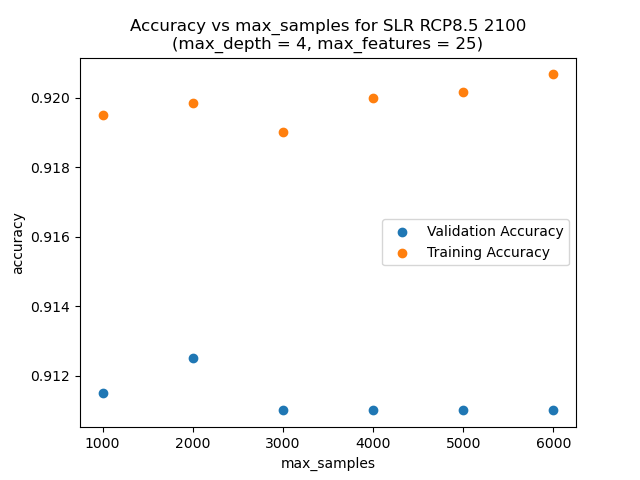 Accuracy vs max_samples for SLR RCP8.5 2100
(max_depth = 4, max_features = 25)
accuracy
0.920
0.918
0.916
0.914
0.912
Validation Accuracy
Training Accuracy
1000 2000 3000 4000 5000 6000
max_samples